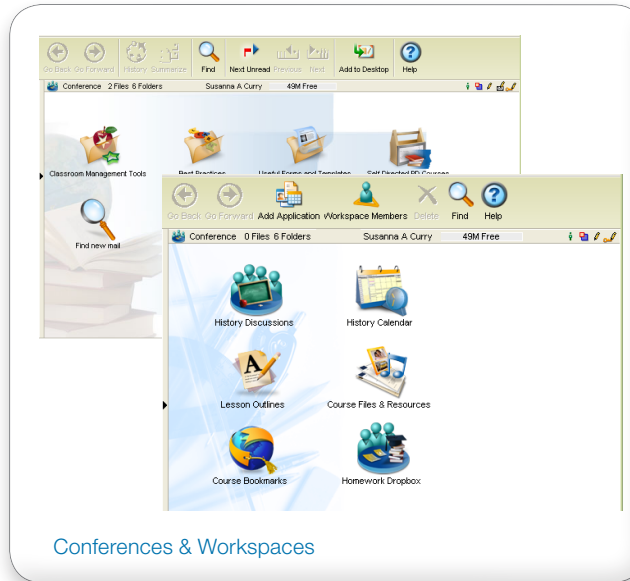 Go Back Go Forward History Summarize Find Next Unread Previous Next Add to Desktop Help
Conference 2 Files 6 Folders Susanna A Curry 49M Free
Classroom Management Tools Best Practices Useful Forms and Templates Self Directed PD Courses
Find new mail
Go Back Go Forward Add Application Workspace Members Delete Find Help
Conference 0 Files 6 Folders Susanna A Curry 49M Free
History Discussions History Calendar
Lesson Outlines Course Files & Resources
Course Bookmarks Homework Dropbox
Conferences & Workspaces